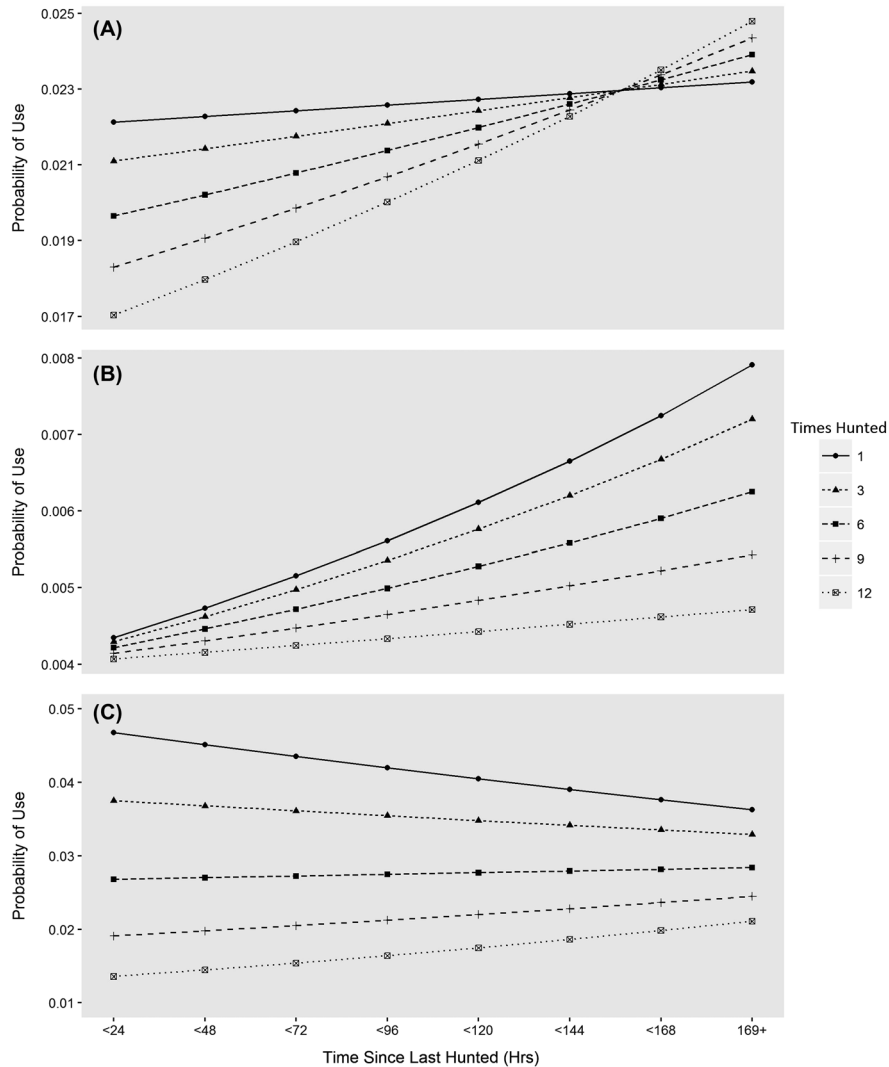 (A)
0.025
0.023
0.021
0.019
0.017
Probability of Use
(B)
0.008
0.007
0.006
0.005
0.004
Probability of Use
Times Hunted
1
3
6
9
12
(C)
0.05
0.04
0.03
0.02
0.01
Probability of Use
<24 <48 <72 <96 <120 <144 <168 169+
Time Since Last Hunted (Hrs)